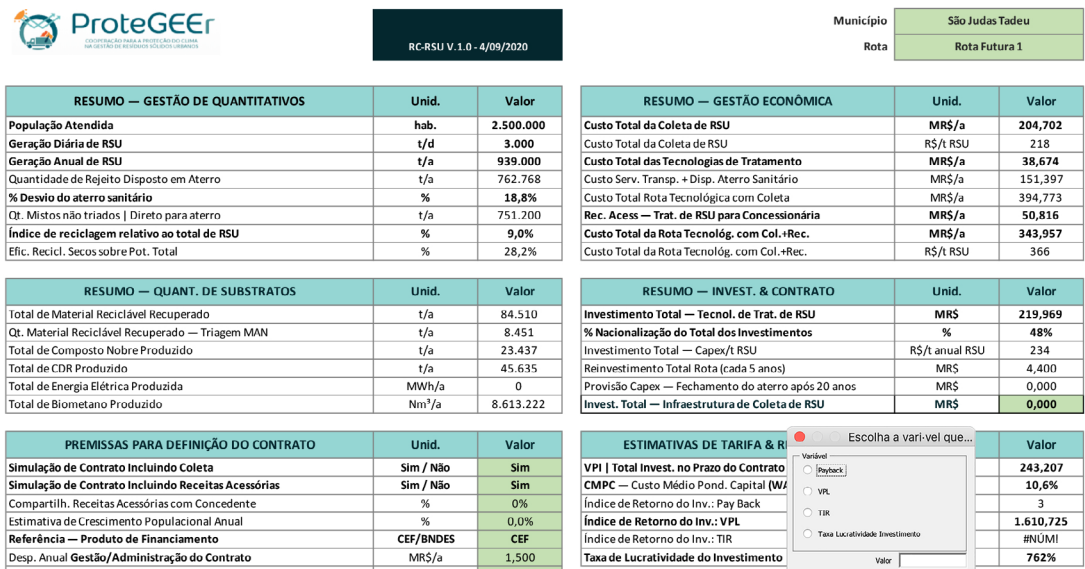 ProteGEEr
COOPERAÇÃO PARA A PROTEÇÃO DO CLIMA
NA GESTÃO DE RESÍDUOS SÓLIDOS URBANOS
RC-RSU V.1.0 - 4/09/2020
Município São Judas Tadeu
Rota Rota Futura 1
RESUMO — GESTÃO DE QUANTITATIVOS Unid. Valor
População Atendida hab. 2.500.000
Geração Diária de RSU t/d 3.000
Geração Anual de RSU t/a 939.000
Quantidade de Rejeito Disposto em Aterro t/a 762.768
% Desvio do aterro sanitário % 18,8%
Qt. Mistos não triados | Direto para aterro t/a 751.200
Índice de reciclagem relativo ao total de RSU % 9,0%
Efic. Recicl. Secos sobre Pot. Total % 28,2%
RESUMO — GESTÃO ECONÔMICA Unid. Valor
Custo Total da Coleta de RSU MR$/a 204,702
Custo Total da Coleta de RSU R$/t RSU 218
Custo Total das Tecnologias de Tratamento MR$/a 38,674
Custo Serv. Transp. + Disp. Aterro Sanitário MR$/a 151,397
Custo Total Rota Tecnológica com Coleta MR$/a 394,773
Rec. Acess — Trat. de RSU para Concessionária MR$/a 50,816
Custo Total da Rota Tecnológ. com Col.+Rec. MR$/a 343,957
Custo Total da Rota Tecnológ. com Col.+Rec. R$/t RSU 366
RESUMO — QUANT. DE SUBSTRATOS Unid. Valor
Total de Material Reciclável Recuperado t/a 84.510
Qt. Material Reciclável Recuperado — Triagem MAN t/a 8.451
Total de Composto Nobre Produzido t/a 23.437
Total de CDR Produzido t/a 45.635
Total de Energia Elétrica Produzida MWh/a 0
Total de Biometano Produzido Nm³/a 8.613.222
RESUMO — INVEST. & CONTRATO Unid. Valor
Investimento Total — Tecnol. de Trat. de RSU MR$ 219,969
% Nacionalização do Total dos Investimentos % 48%
Investimento Total — Capex/t RSU R$/t anual RSU 234
Reinvestimento Total Rota (cada 5 anos) MR$ 4,400
Provisão Capex — Fechamento do aterro após 20 anos MR$ 0,000
Invest. Total — Infraestrutura de Coleta de RSU MR$ 0,000
PREMISSAS PARA DEFINIÇÃO DO CONTRATO Unid. Valor
Simulação de Contrato Incluindo Coleta Sim / Não Sim
Simulação de Contrato Incluindo Receitas Acessórias Sim / Não Sim
Compartilh. Receitas Acessórias com Concedente % 0%
Estimativa de Crescimento Populacional Anual % 0,0%
Referência — Produto de Financiamento CEF/BNDES CEF
Desp. Anual Gestão/Administração do Contrato MR$/a 1,500
ESTIMATIVAS DE TARIFA & Valor
VPI | Total Invest. no Prazo do Contrato 243,207
CMPC — Custo Médio Pond. Capital 10,6%
Índice de Retorno do Inv.: Pay Back 3
Índice de Retorno do Inv.: VPL 1.610,725
Índice de Retorno do Inv.: TIR #NÚM!
Taxa de Lucratividade do Investimento 762%
Escolha a vari·vel que...
Variável
Payback
VPL
TIR
Taxa Lucratividade Investimento
Valor